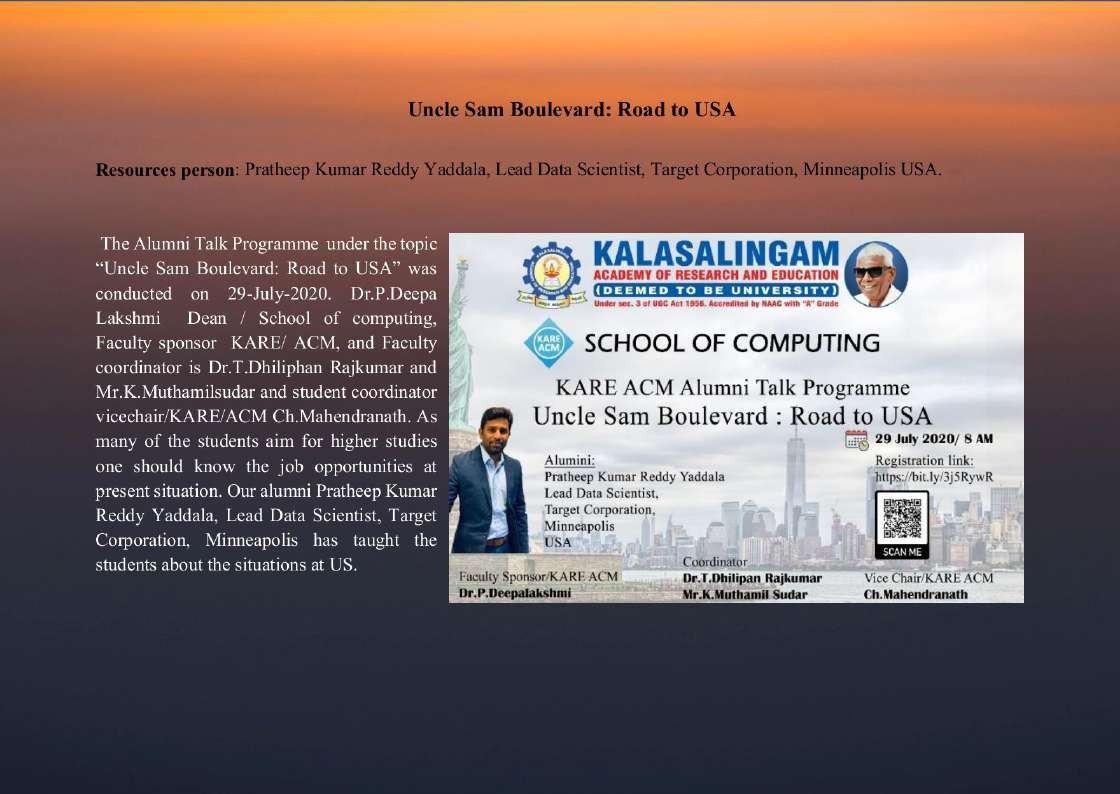 Uncle Sam Boulevard: Road to USA
Resources person: Pratheep Kumar Reddy Yaddala, Lead Data Scientist, Target Corporation, Minneapolis USA.
The Alumni Talk Programme under the topic
“Uncle Sam Boulevard: Road to USA” was
conducted on 29-July-2020. Dr.P.Deepa
Lakshmi Dean / School of computing,
Faculty sponsor KARE/ ACM, and Faculty
coordinator is Dr.T.Dhiliphan Rajkumar and
Mr.K.Muthamilsudar and student coordinator
vicechair/KARE/ACM Ch.Mahendranath. As
many of the students aim for higher studies
one should know the job opportunities at
present situation. Our alumni Pratheep Kumar
Reddy Yaddala, Lead Data Scientist, Target
Corporation, Minneapolis has taught the
students about the situations at US.
KALASALINGAM
ACADEMY OF RESEARCH AND EDUCATION
(DEEMED TO BE UNIVERSITY)
Under sec. 3 of UGC Act 1956. Accredited by NAAC with "A" Grade
KARE
ACM
SCHOOL OF COMPUTING
KARE ACM Alumni Talk Programme
Uncle Sam Boulevard : Road to USA
29 July 2020/ 8 AM
Alumini:
Pratheep Kumar Reddy Yaddala
Lead Data Scientist,
Target Corporation,
Minneapolis
USA
Registration link:
https://bit.ly/3j5RywR
SCAN ME
Faculty Sponsor/KARE ACM
Dr.P.Deepalakshmi
Coordinator
Dr.T.Dhilipan Rajkumar
Mr.K.Muthamil Sudar
Vice Chair/KARE ACM
Ch.Mahendranath